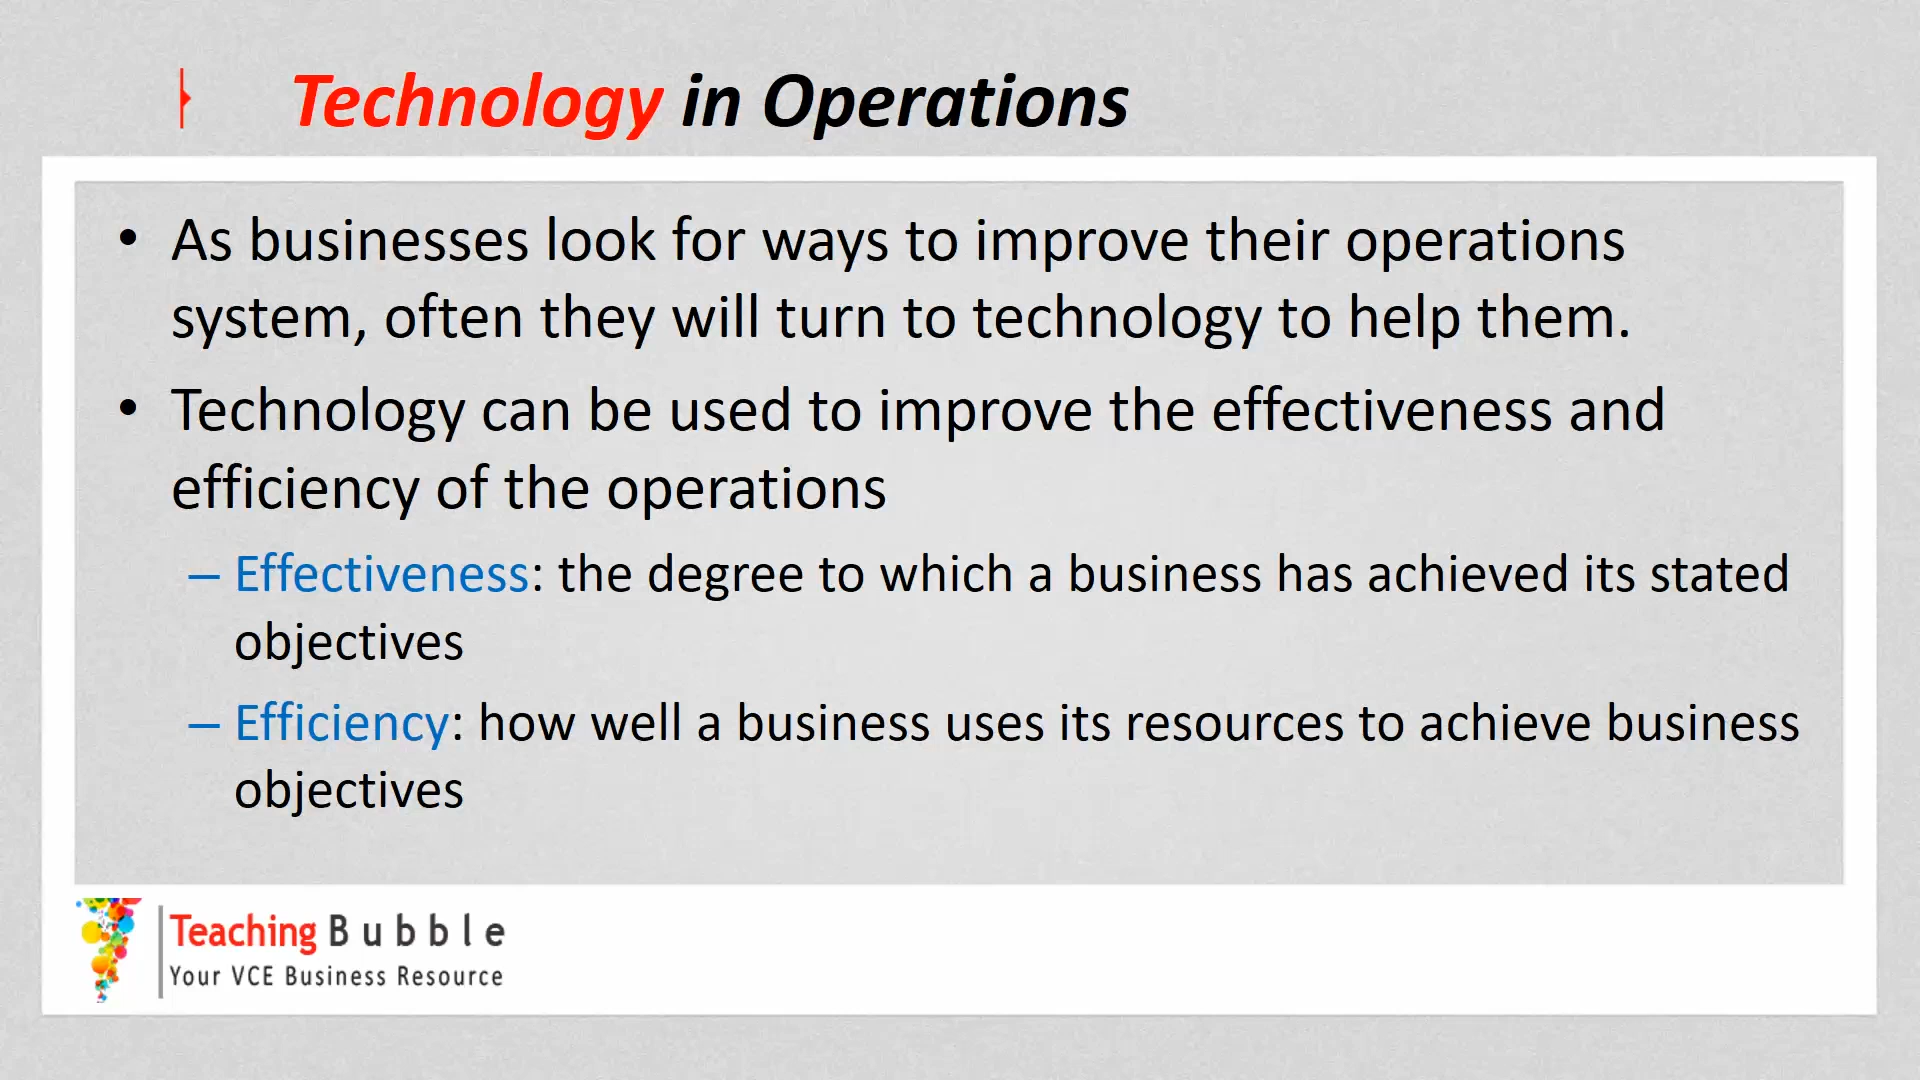 Technology in Operations
• As businesses look for ways to improve their operations
system, often they will turn to technology to help them.
• Technology can be used to improve the effectiveness and
efficiency of the operations
– Effectiveness: the degree to which a business has achieved its stated
objectives
– Efficiency: how well a business uses its resources to achieve business
objectives
Teaching Bubble
Your VCE Business Resource